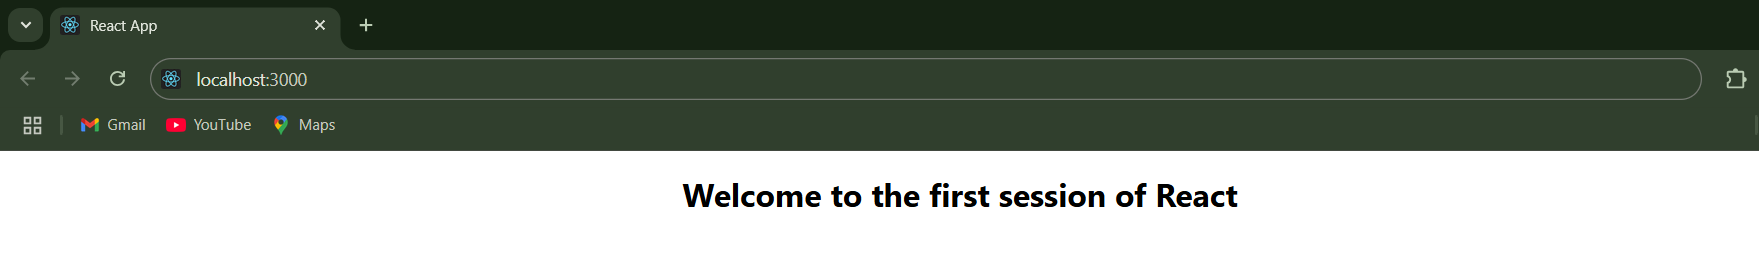 React App
localhost:3000
Gmail YouTube Maps
Welcome to the first session of React